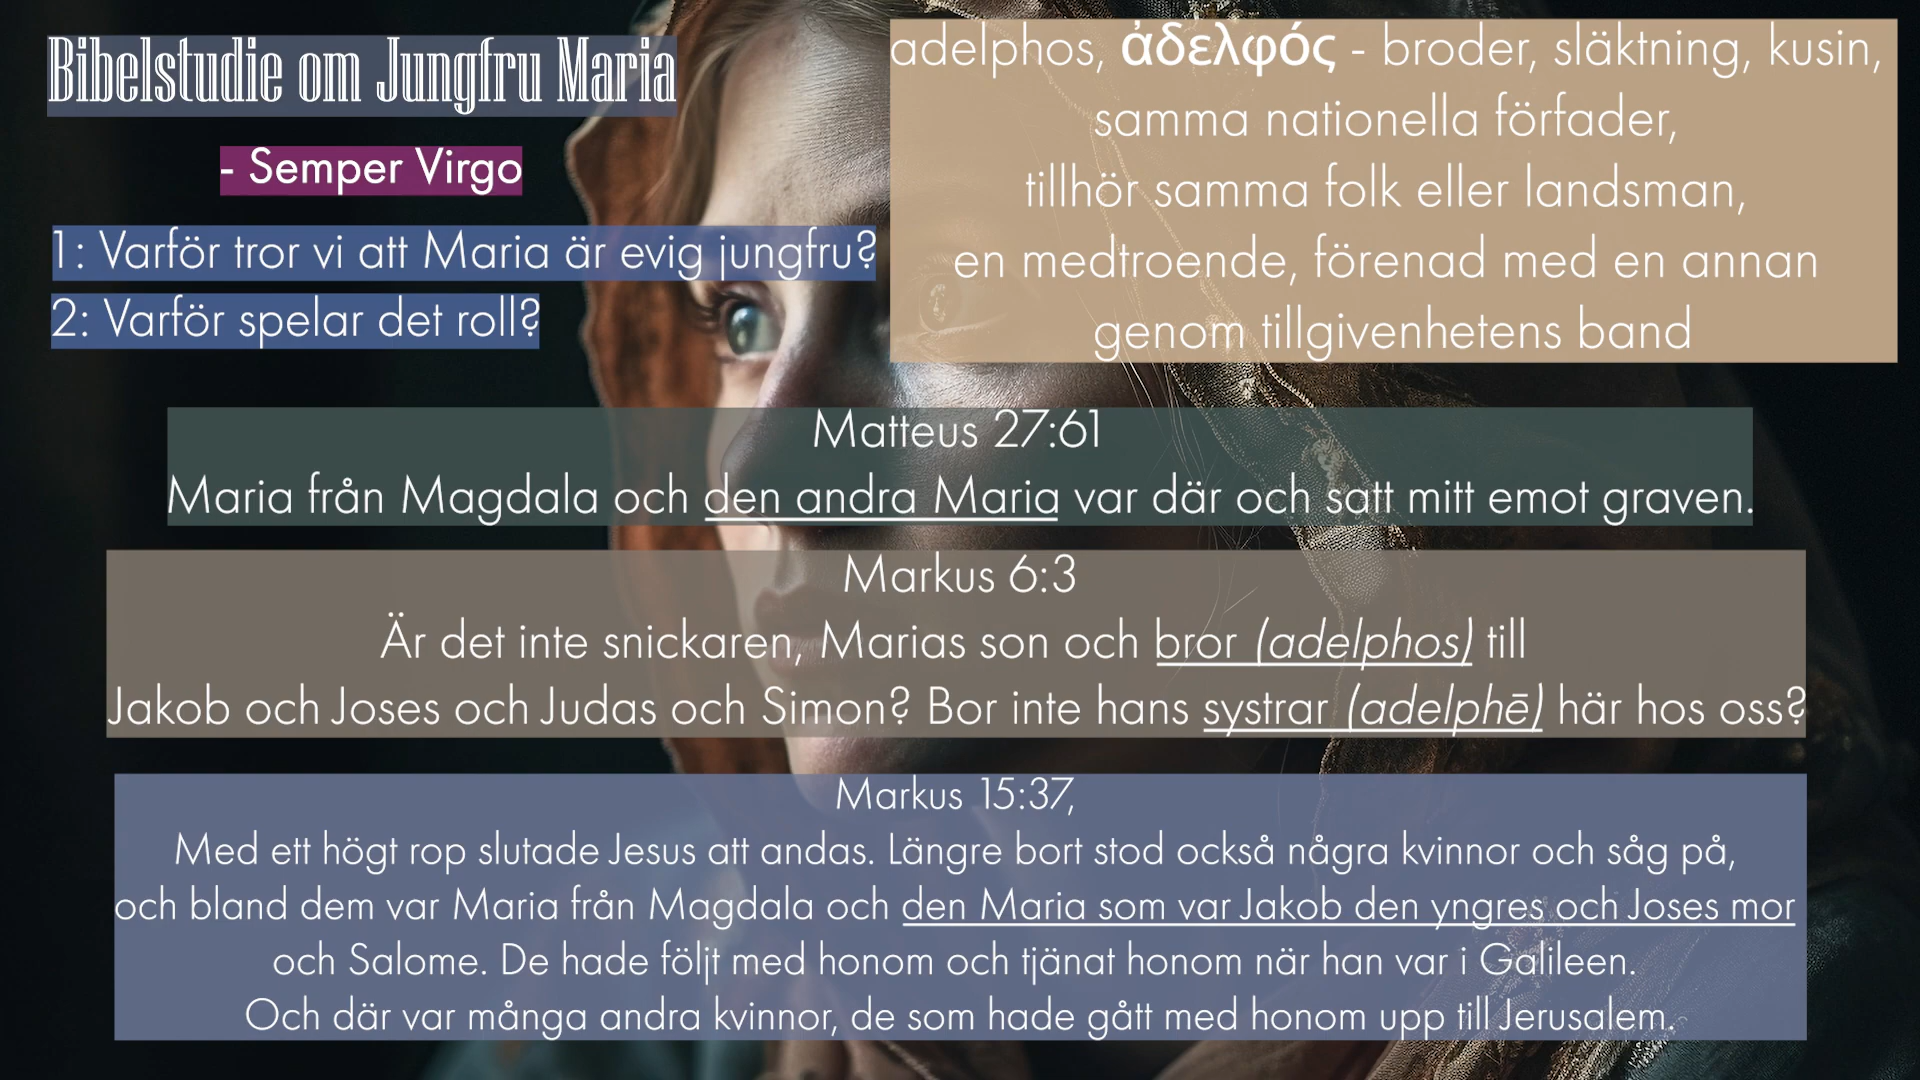 Bibelstudie om Jungfru Maria
- Semper Virgo
1: Varför tror vi att Maria är evig jungfru?
2: Varför spelar det roll?
adelphos, ἀδελφός - broder, släktning, kusin,
samma nationella förfader,
tillhör samma folk eller landsman,
en medtroende, förenad med en annan
genom tillgivenhetens band
Matteus 27:61
Maria från Magdala och den andra Maria var där och satt mitt emot graven.
Markus 6:3
Är det inte snickaren, Marias son och bror (adelphos) till
Jakob och Joses och Judas och Simon? Bor inte hans systrar (adelphē) här hos oss?
Markus 15:37,
Med ett högt rop slutade Jesus att andas. Längre bort stod också några kvinnor och såg på,
och bland dem var Maria från Magdala och den Maria som var Jakob den yngres och Joses mor
och Salome. De hade följt med honom och tjänat honom när han var i Galileen.
Och där var många andra kvinnor, de som hade gått med honom upp till Jerusalem.